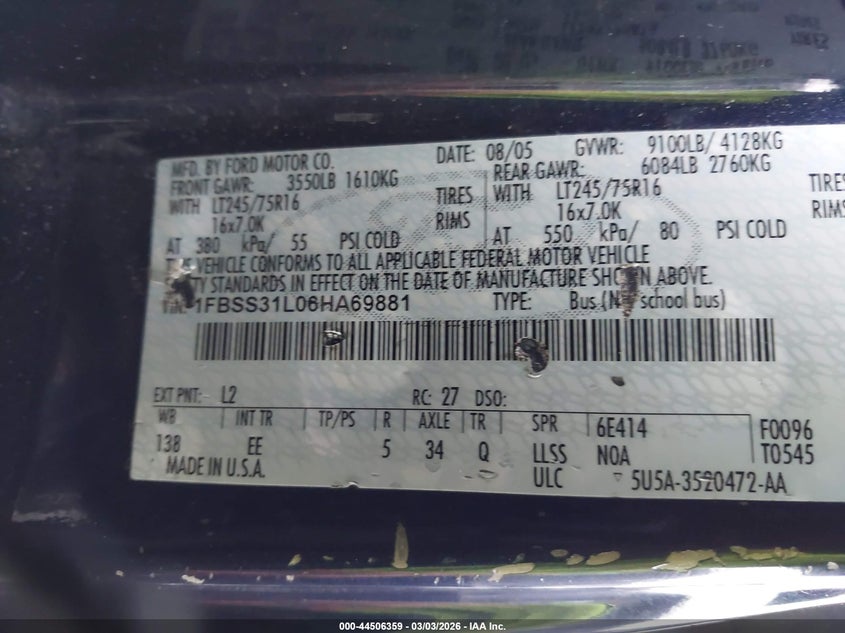 MFD. BY FORD MOTOR CO.
DATE: 08/05 GVWR: 9100LB/ 4128KG
FRONT GAWR: 3550LB 1610KG
REAR GAWR: 6084LB 2760KG
WITH LT245/75R16 TIRES
WITH LT245/75R16 TIRES
16x7.0K RIMS
16x7.0K RIMS
AT 380 kPa/ 55 PSI COLD
AT 550 kPa/ 80 PSI COLD
VEHICLE CONFORMS TO ALL APPLICABLE FEDERAL MOTOR VEHICLE
STANDARDS IN EFFECT ON THE DATE OF MANUFACTURE SHOWN ABOVE.
1FBSS31L06HA69881 TYPE: Bus school bus)
EXT PNT: L2 RC: 27 DSO:
WB INT TR TP/PS R AXLE TR SPR 6E414 F0096
138 EE 5 34 Q LLSS NOA T0545
MADE IN U.S.A. ULC 5U5A-3520472-AA
000-44506359 - 03/03/2026 - IAA Inc.